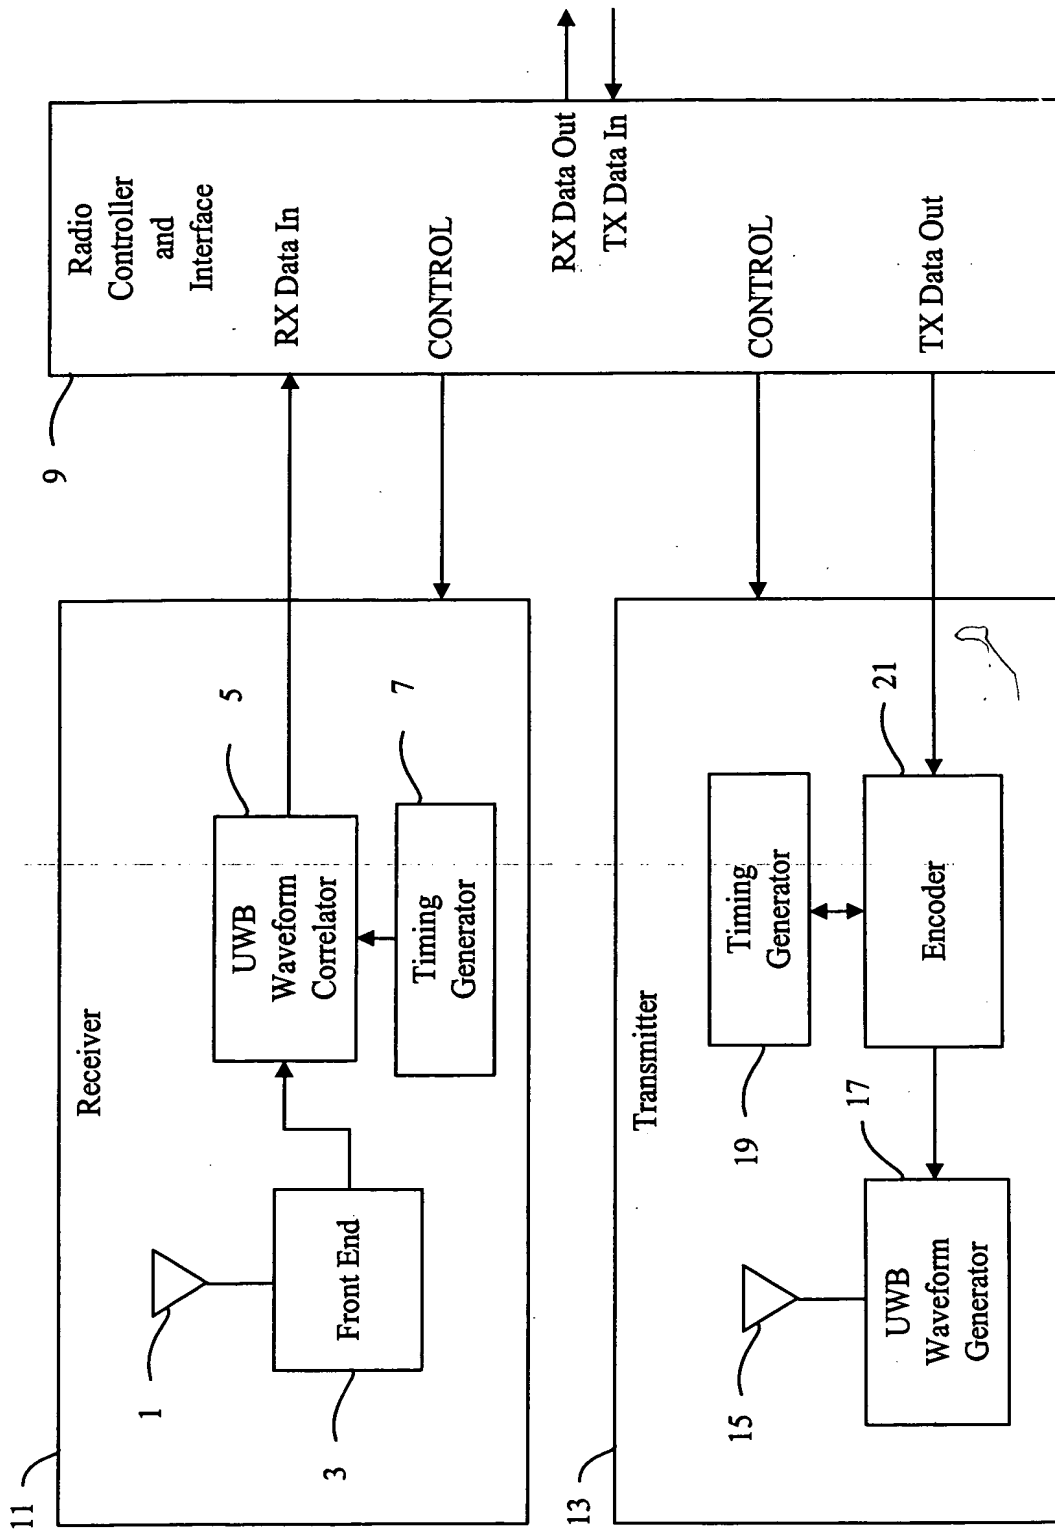 11
Receiver
1
3
Front End
5
UWB
Waveform
Correlator
7
Timing
Generator
9
Radio
Controller
and
Interface
RX Data In
CONTROL
RX Data Out
TX Data In
CONTROL
TX Data Out
13
Transmitter
15
17
UWB
Waveform
Generator
19
Timing
Generator
21
Encoder